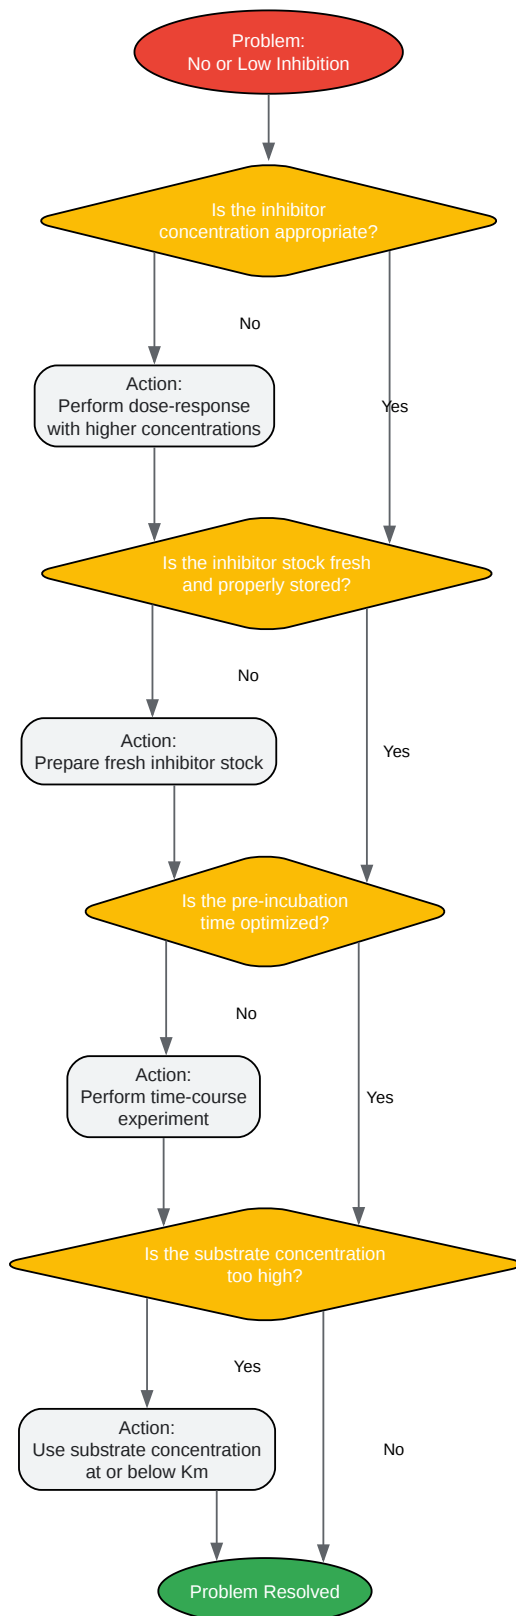 Problem:
No or Low Inhibition
Is the inhibitor
concentration appropriate?
No
Action:
Perform dose-response
with higher concentrations
Yes
Is the inhibitor stock fresh
and properly stored?
No
Action:
Prepare fresh inhibitor stock
Yes
Is the pre-incubation
time optimized?
No
Action:
Perform time-course
experiment
Yes
Is the substrate concentration
too high?
Yes
Action:
Use substrate concentration
at or below Km
No
Problem Resolved